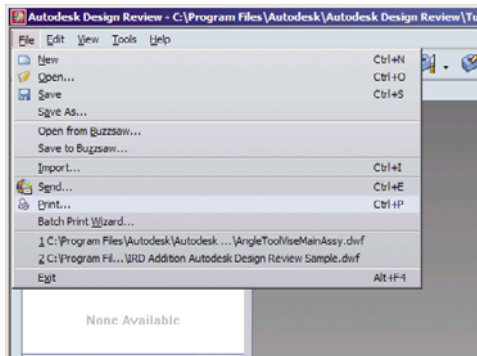 Autodesk Design Review - C:\Program Files\Autodesk\Autodesk Design Review\Tu
File Edit View Tools Help
New Ctrl+N
Open... Ctrl+O
Save Ctrl+S
Save As...
Open from Buzzsaw...
Save to Buzzsaw...
Import... Ctrl+I
Send... Ctrl+E
Print... Ctrl+P
Batch Print Wizard...
1 C:\Program Files\Autodesk\Autodesk ...\AngleToolViseMainAssy.dwf
2 C:\Program Fil...\IRD Addition Autodesk Design Review Sample.dwf
Exit Alt+F4
None Available